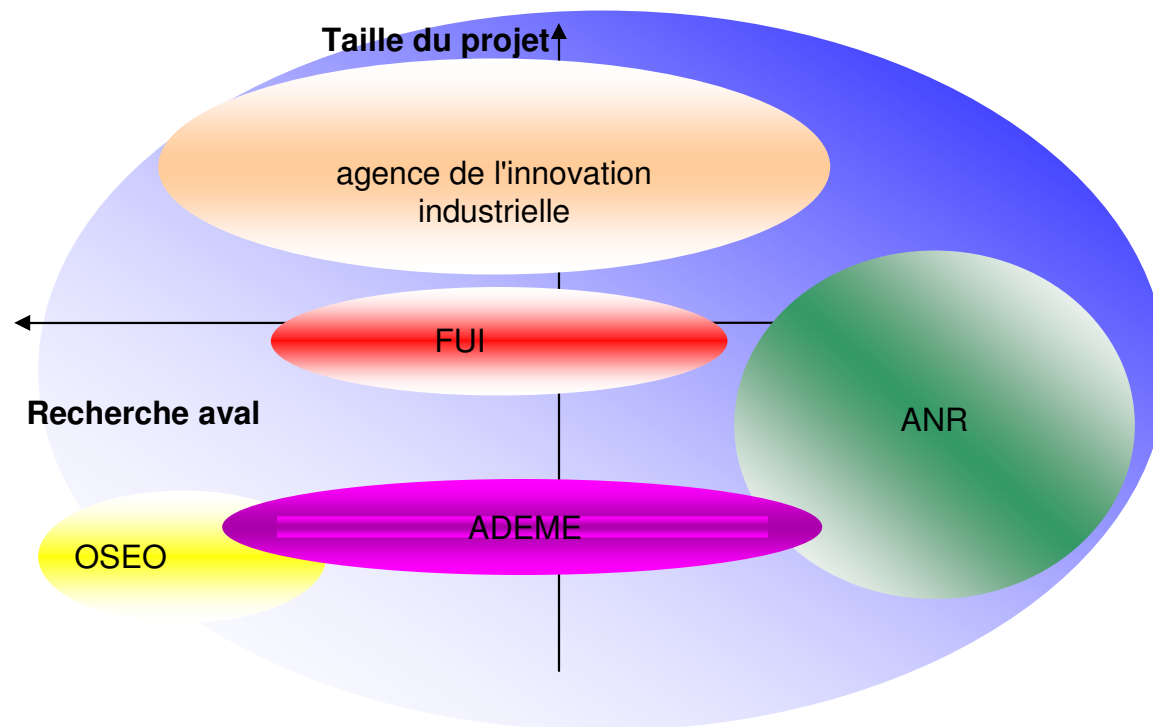 Taille du projet
agence de l'innovation
industrielle
FUI
Recherche aval
ANR
ADEME
OSEO